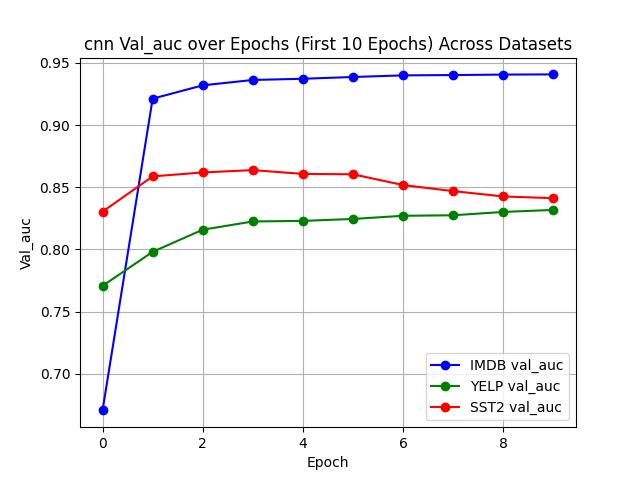 cnn Val_auc over Epochs (First 10 Epochs) Across Datasets
0.95
0.90
0.85
0.80
0.75
0.70
Val_auc
0 2 4 6 8
Epoch
IMDB val_auc
YELP val_auc
SST2 val_auc